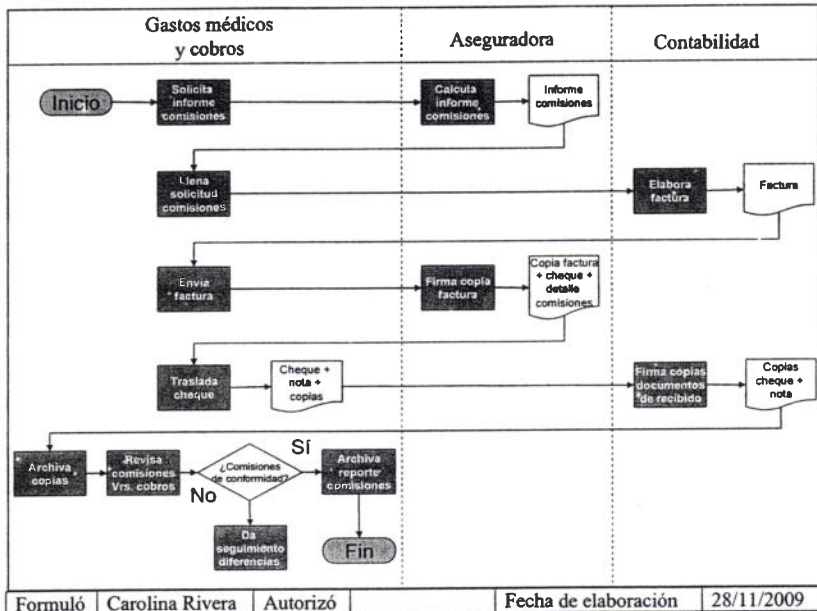 Gastos médicos
y cobros
Aseguradora
Contabilidad
Inicio
Solicita
informe
comisiones
Calcula
informe
comisiones
Informe
comisiones
Llena
solicitud
comisiones
Elabora
factura
Factura
Envía
factura
Firma copia
factura
Copia factura
+ cheque +
detalle
comisiones
Traslada
cheque
Cheque +
nota +
copias
Firma copias
documentos
de recibido
Copias
cheque +
nota
Archiva
copias
Revisa
comisiones
Vrs. cobros
¿Comisiones
de conformidad?
Sí
No
Archiva
reporte
comisiones
Da
seguimiento
diferencias
Fin
Formuló Carolina Rivera Autorizó Fecha de elaboración 28/11/2009